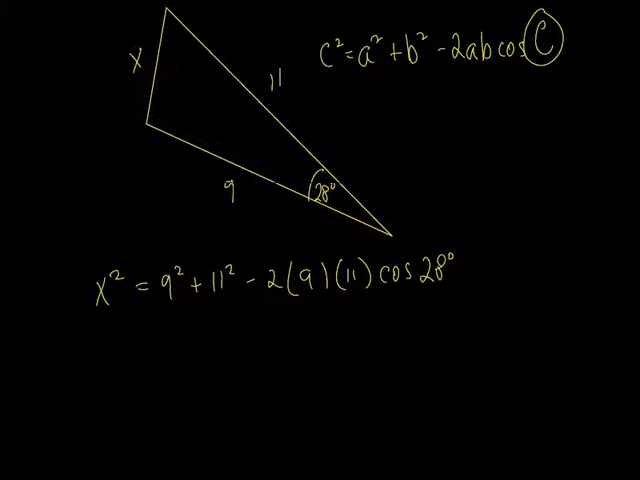 c² = a² + b² - 2ab cos C
x
11
9
28°
x² = 9² + 11² - 2(9)(11) cos 28°